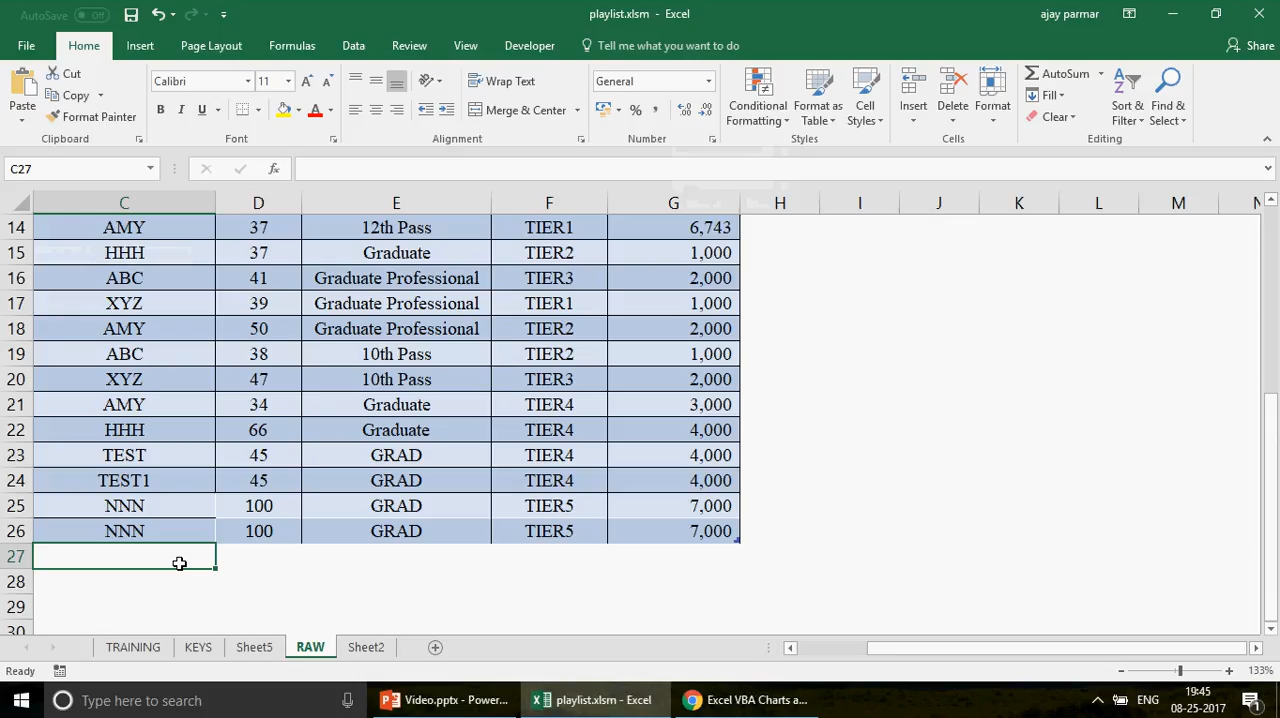 AutoSave Off
playlist.xlsm - Excel
ajay parmar
File Home Insert Page Layout Formulas Data Review View Developer Tell me what you want to do Share
Paste
Cut
Copy
Format Painter
Clipboard
Calibri 11
B I U
Font
Wrap Text
Merge & Center
Alignment
General
%
Number
Conditional Formatting
Format as Table
Cell Styles
Styles
Insert
Delete
Format
Cells
AutoSum
Fill
Clear
Sort & Filter
Find & Select
Editing
C27
fx
C D E F G H I J K L M
14 AMY 37 12th Pass TIER1 6,743
15 HHH 37 Graduate TIER2 1,000
16 ABC 41 Graduate Professional TIER3 2,000
17 XYZ 39 Graduate Professional TIER1 1,000
18 AMY 50 Graduate Professional TIER2 2,000
19 ABC 38 10th Pass TIER2 1,000
20 XYZ 47 10th Pass TIER3 2,000
21 AMY 34 Graduate TIER4 3,000
22 HHH 66 Graduate TIER4 4,000
23 TEST 45 GRAD TIER4 4,000
24 TEST1 45 GRAD TIER4 4,000
25 NNN 100 GRAD TIER5 7,000
26 NNN 100 GRAD TIER5 7,000
27
28
29
30
TRAINING KEYS Sheet5 RAW Sheet2
Ready
133%
Type here to search
Video.pptx - Power...
playlist.xlsm - Excel
Excel VBA Charts a...
ENG
19:45
08-25-2017
1